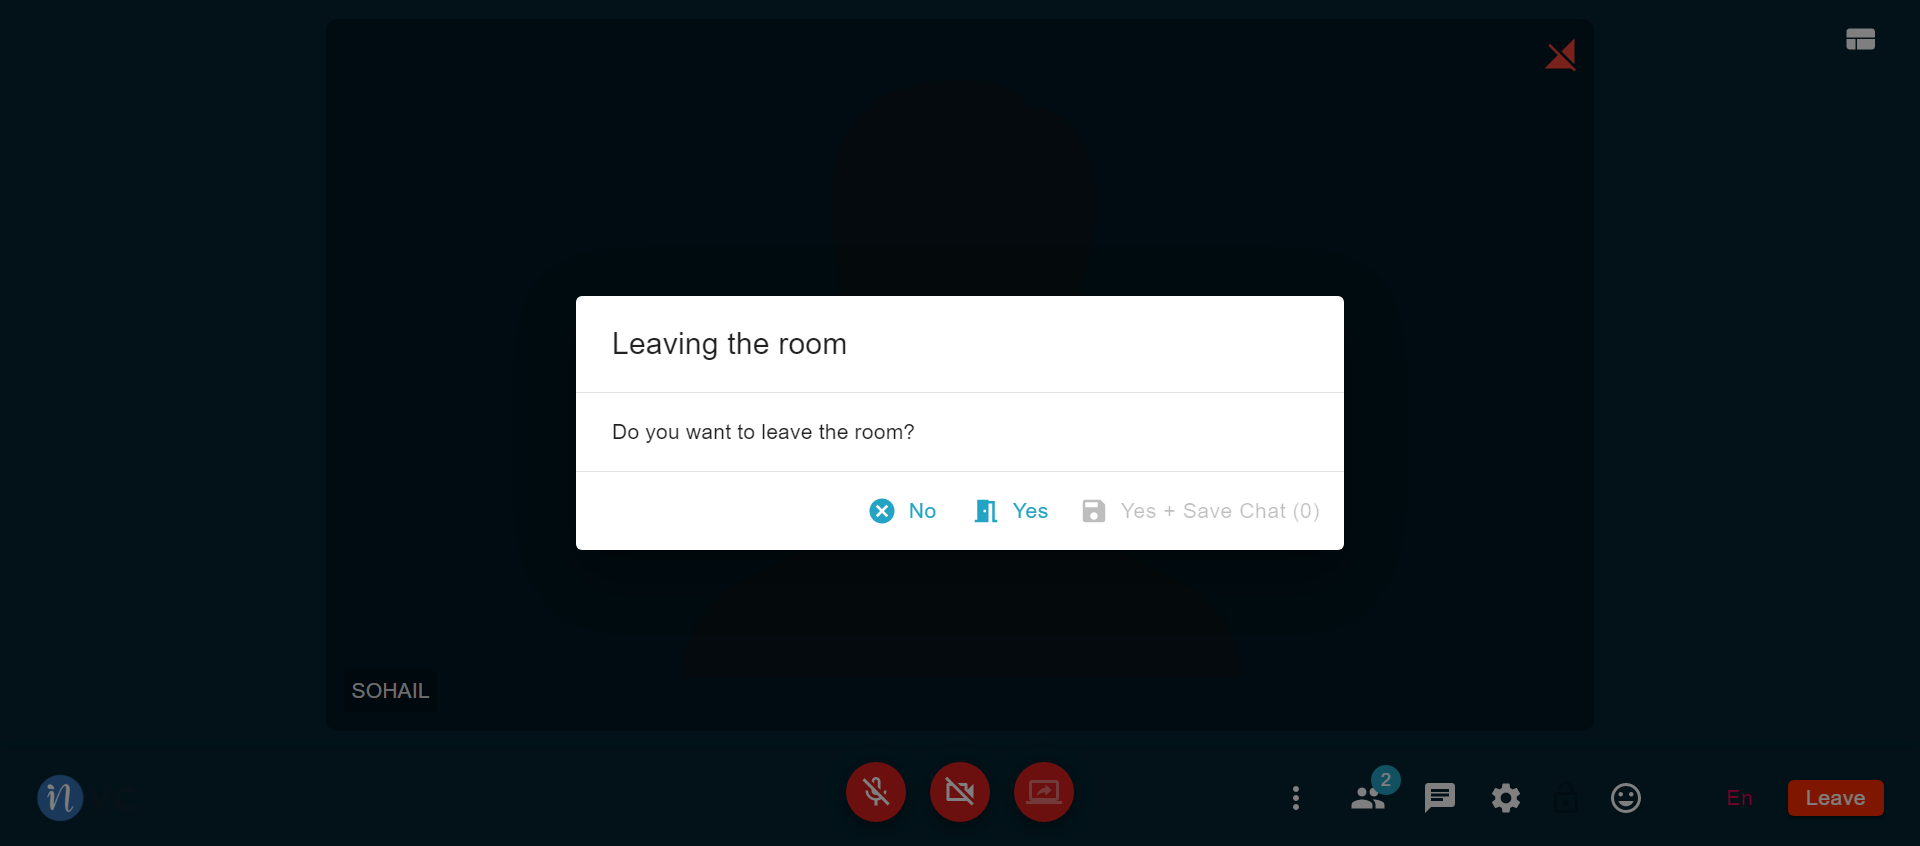 Leaving the room
Do you want to leave the room?
No
Yes
Yes + Save Chat (0)
SOHAIL
n
2
En
Leave